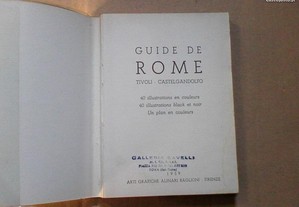 GUIDE DE
ROME
TIVOLI - CASTELGANDOLFO
40 illustrations en couleurs
40 illustrations black et noir
Un plan en couleurs
GALLERIA
ARTI GRAFICHE ALINARI BAGLIONI - FIRENZE